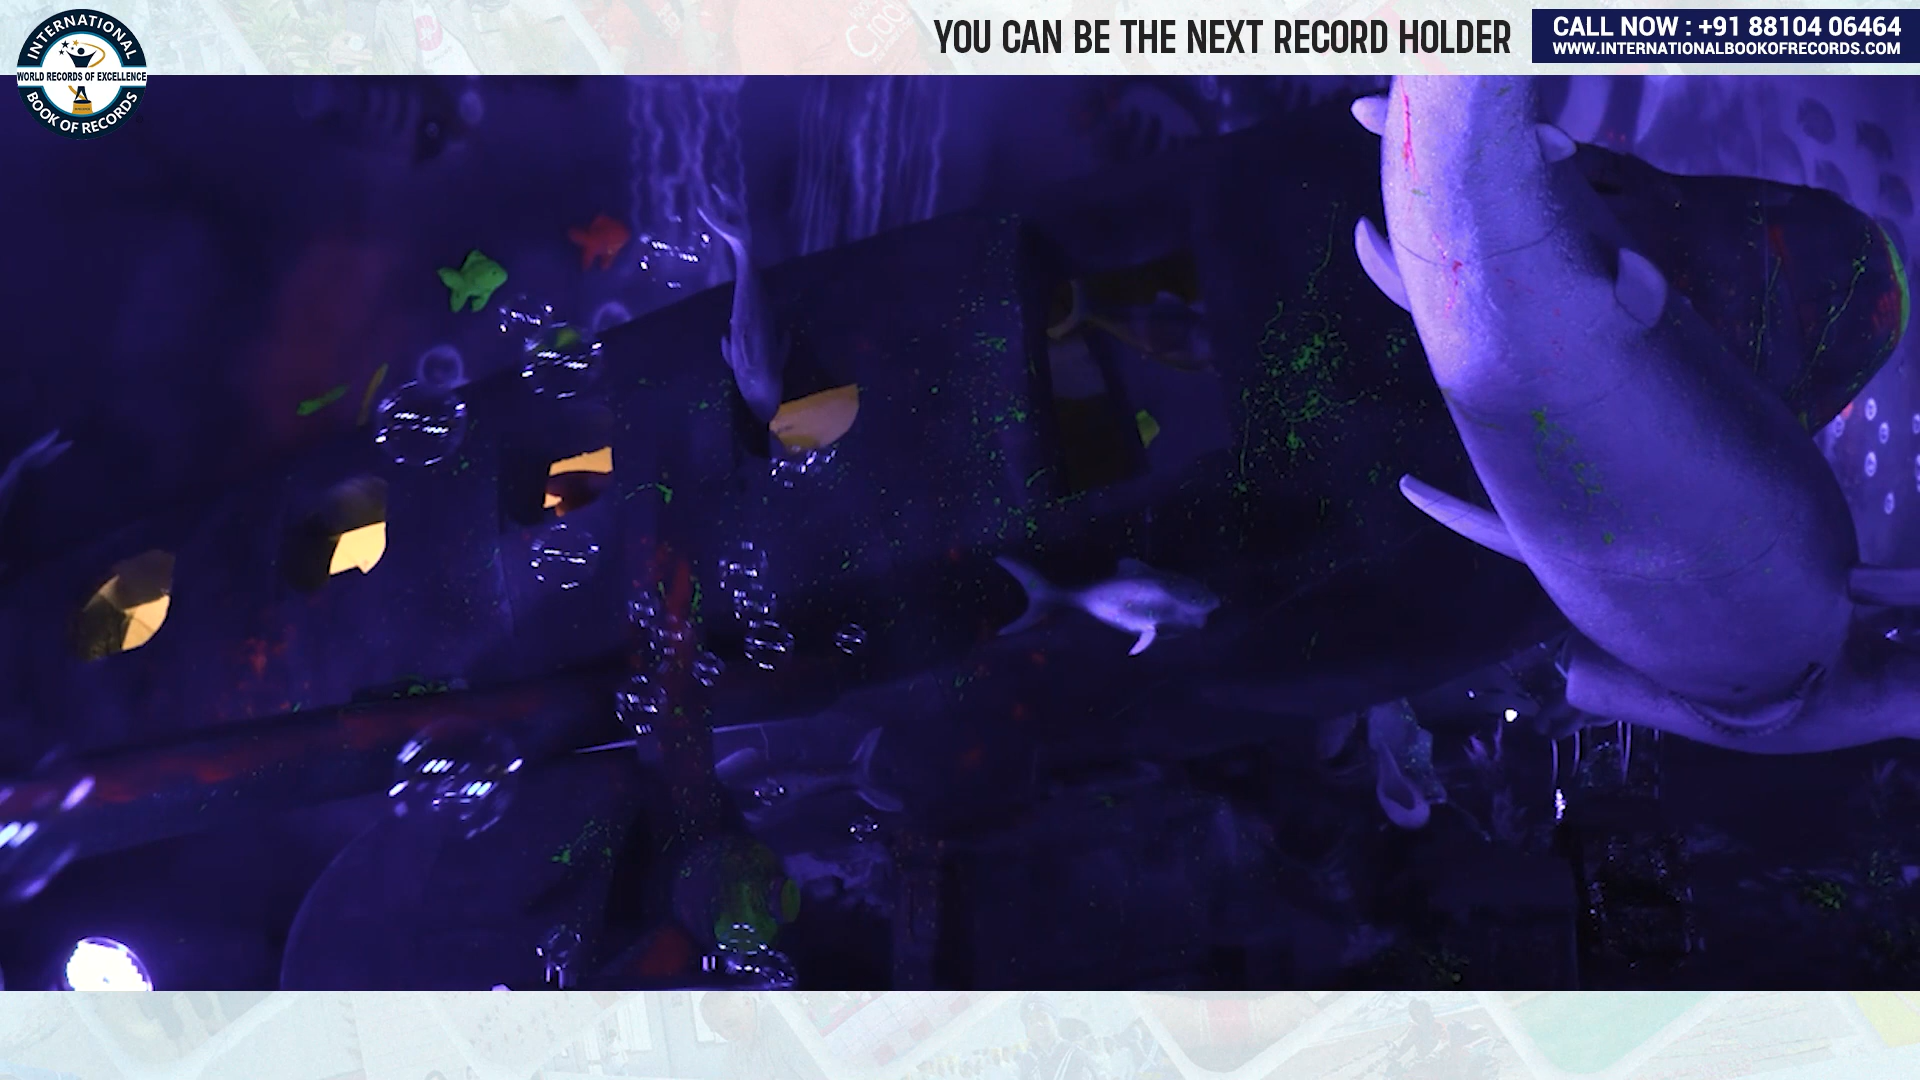 INTERNATIONAL
WORLD RECORDS OF EXCELLENCE
BOOK OF RECORDS
YOU CAN BE THE NEXT RECORD HOLDER
CALL NOW : +91 88104 06464
WWW.INTERNATIONALBOOKOFRECORDS.COM